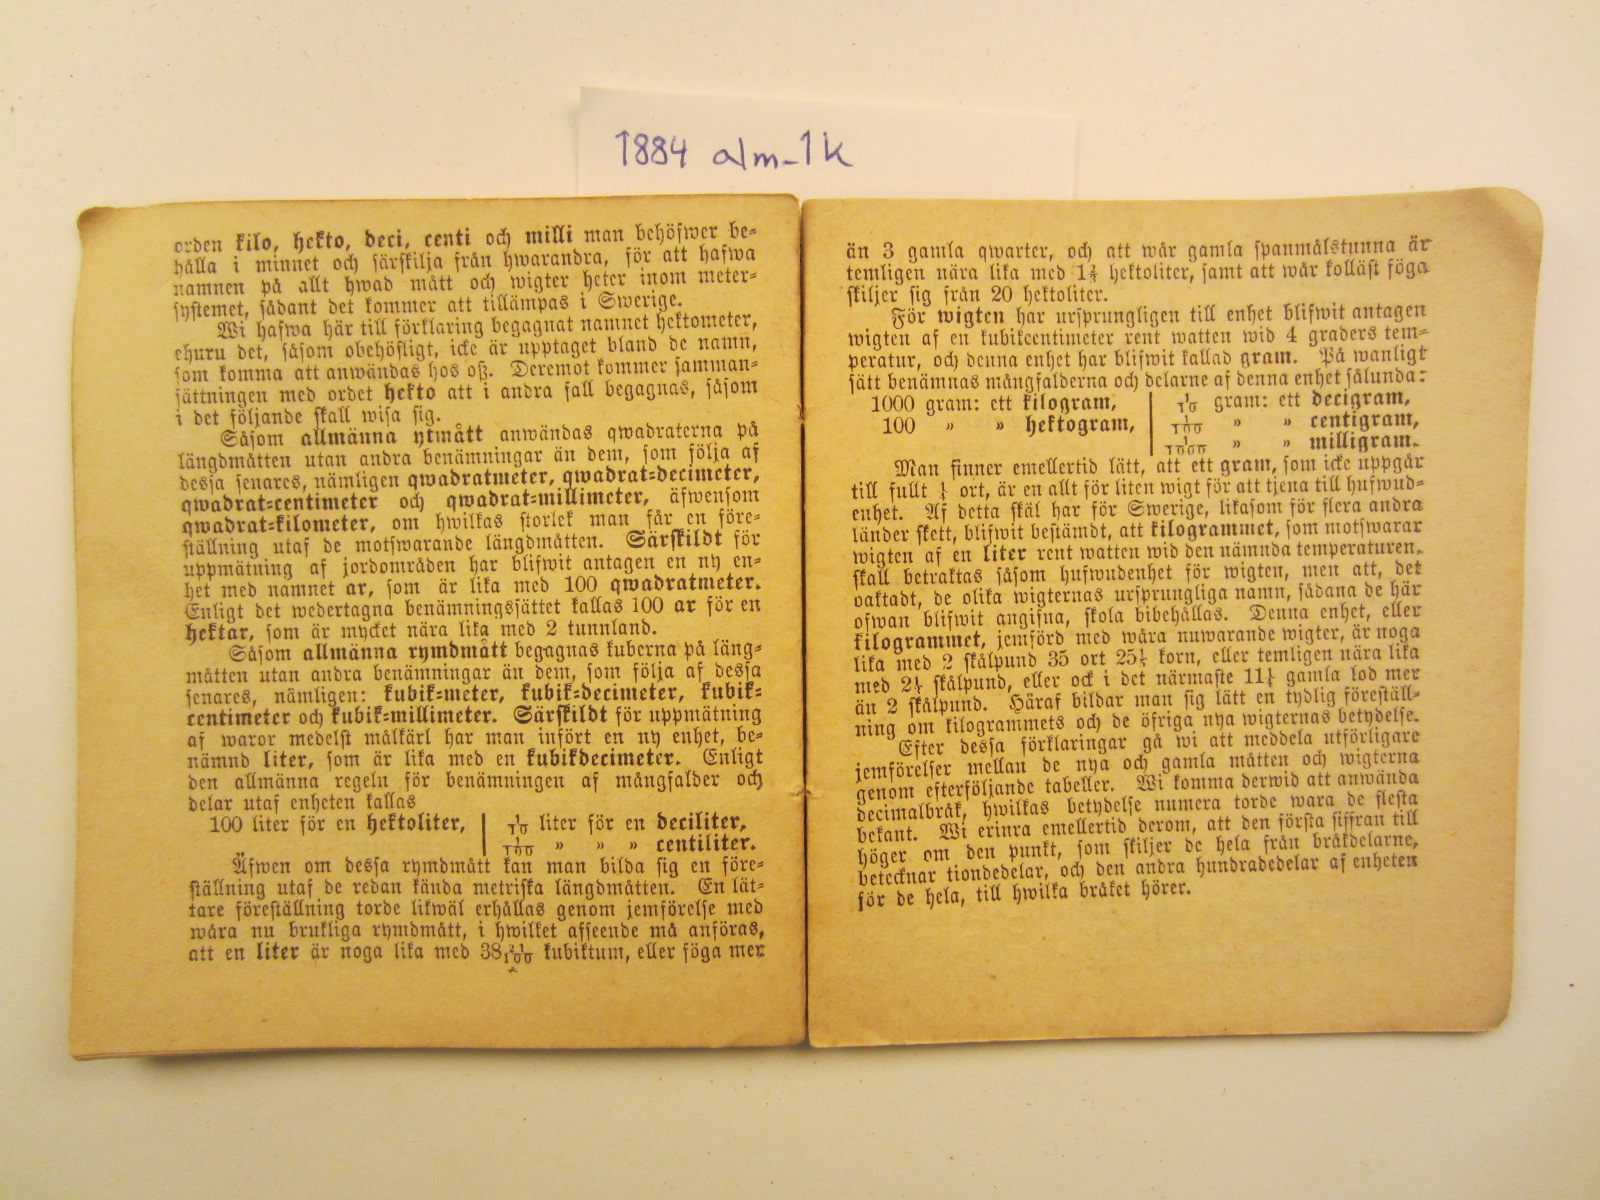 1884 alm-1k
orden kilo, hekto, deci, centi och milli man behöfwer be-
hålla i minnet och särskilja från hwarandra, för att hafwa
namnen på allt hwad mått och wigter heter inom meter-
systemet, sådant det kommer att tillämpas i Swerige.
Wi hafwa här till förklaring begagnat namnet hektometer,
ehuru det, såsom obehöfligt, icke är upptaget bland de namn,
som komma att anwändas hos oß. Deremot kommer samman-
sättningen med ordet hekto att i andra fall begagnas, såsom
i det följande skall wisa sig.
Såsom allmänna ytmått anwändas qwadraterna på
längdmåtten utan andra benämningar än dem, som följa af
dessa senares, nämligen qwadratmeter, qwadrat-decimeter,
qwadrat-centimeter och qwadrat-millimeter, äfwensom
qwadrat-kilometer, om hwilkas storlek man får en före-
ställning utaf de motswarande längdmåtten. Särskildt för
uppmätning af jordområden har blifwit antagen en ny en-
het med namnet ar, som är lika med 100 qwadratmeter.
Enligt det wedertagna benämningssättet kallas 100 ar för en
hektar, som är mycket nära lika med 2 tunnland.
Såsom allmänna rymdmått begagnas kuberna på läng-
måtten utan andra benämningar än dem, som följa af dessa
senares, nämligen: kubik-meter, kubik-decimeter, kubik-
centimeter och kubik-millimeter. Särskildt för uppmätning
af waror medelst målkärl har man infört en ny enhet, be-
nämnd liter, som är lika med en kubikdecimeter. Enligt
den allmänna regeln för benämningen af mångfalder och
delar utaf enheten kallas
100 liter för en hektoliter, | 1/10 liter för en deciliter,
1/100 » » » centiliter.
Äfwen om dessa rymdmått kan man bilda sig en före-
ställning utaf de redan kända metriska längdmåtten. En lät-
tare föreställning torde likwäl erhållas genom jemförelse med
wåra nu brukliga rymdmått, i hwilket afseende må anföras,
att en liter är noga lika med 38 21/100 kubiktum, eller föga mer
än 3 gamla qwarter, och att wår gamla spanmålstunna är
temligen nära lika med 1⅔ hektoliter, samt att wår kolläst föga
skiljer sig från 20 hektoliter.
För wigten har ursprungligen till enhet blifwit antagen
wigten af en kubikcentimeter rent watten wid 4 graders tem-
peratur, och denna enhet har blifwit kallad gram. På wanligt
sätt benämnas mångfalderna och delarne af denna enhet sålunda:
1000 gram: ett kilogram, | 1/10 gram: ett decigram,
100 » » hektogram, | 1/100 » » centigram,
1/1000 » » milligram.
Man finner emellertid lätt, att ett gram, som icke uppgår
till fullt ¼ ort, är en allt för liten wigt för att tjena till hufwud-
enhet. Af detta skäl har för Swerige, likasom för flera andra
länder skett, blifwit bestämdt, att kilogrammet, som motswarar
wigten af en liter rent watten wid den nämnda temperaturen,
skall betraktas såsom hufwudenhet för wigten, men att, det
oaktadt, de olika wigternas ursprungliga namn, sådana de här
ofwan blifwit angifna, skola bibehållas. Denna enhet, eller
kilogrammet, jemförd med wåra nuwarande wigter, är noga
lika med 2 skålpund 35 ort 25¼ korn, eller temligen nära lika
med 2⅓ skålpund, eller ock i det närmaste 11¼ gamla lod mer
än 2 skålpund. Häraf bildar man sig lätt en tydlig föreställ-
ning om kilogrammets och de öfriga nya wigternas betydelse.
Efter dessa förklaringar gå wi att meddela utförligare
jemförelser mellan de nya och gamla måtten och wigterna
genom efterföljande tabeller. Wi komma derwid att anwända
decimalbråk, hwilkas betydelse numera torde wara de flesta
bekant. Wi erinra emellertid derom, att den första siffran till
höger om den punkt, som skiljer de hela från bråkdelarne,
betecknar tiondedelar, och den andra hundradedelar af enheten
för de hela, till hwilka bråket hörer.